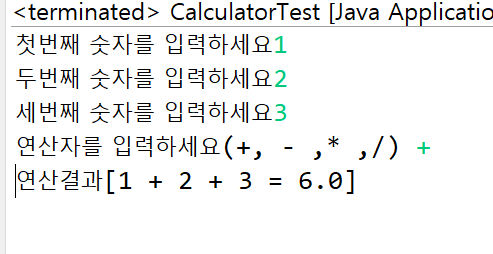 <terminated> CalculatorTest [Java Applicatio
첫번째 숫자를 입력하세요1
두번째 숫자를 입력하세요2
세번째 숫자를 입력하세요3
연산자를 입력하세요(+, - ,* ,/) +
연산결과[1 + 2 + 3 = 6.0]